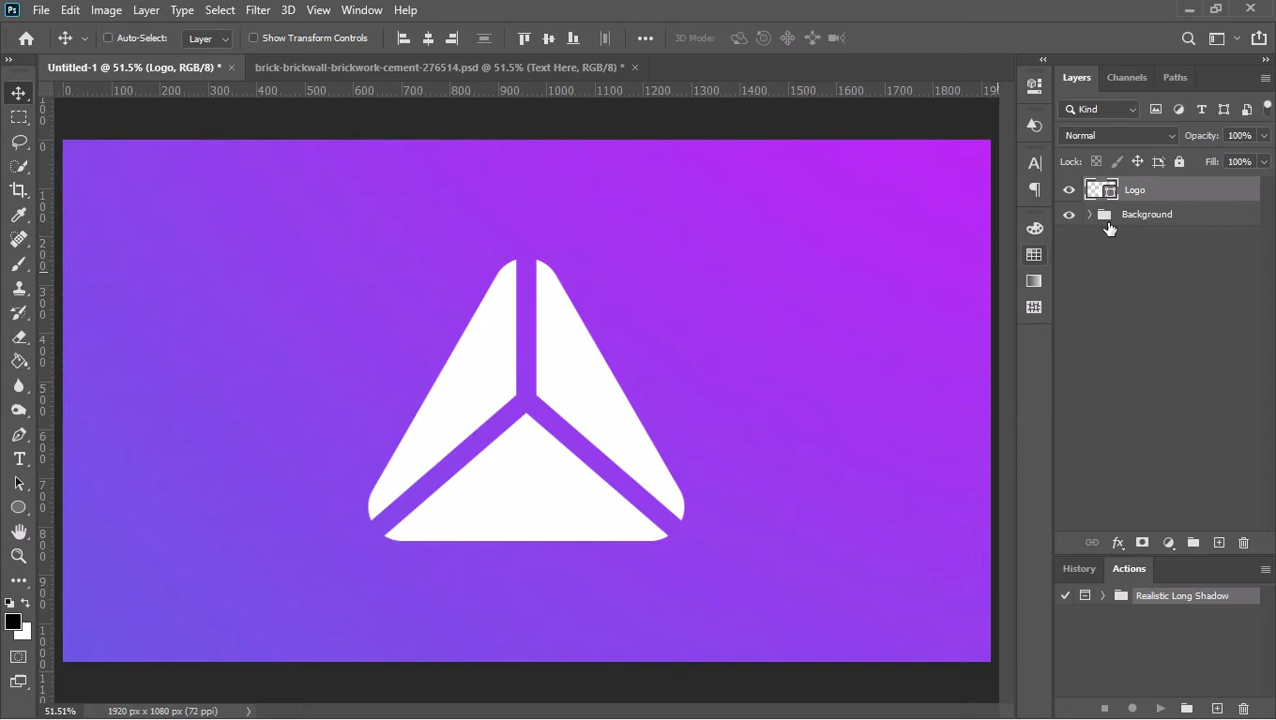 Ps File Edit Image Layer Type Select Filter 3D View Window Help
Auto-Select: Layer Show Transform Controls 3D Mode:
Untitled-1 @ 51.5% (Logo, RGB/8) * brick-brickwall-brickwork-cement-276514.psd @ 51.5% (Text Here, RGB/8) *
0 100 200 300 400 500 600 700 800 900 1000 1100 1200 1300 1400 1500 1600 1700 1800
Layers Channels Paths
Kind
Normal Opacity: 100%
Lock: Fill: 100%
Logo
Background
History Actions
Realistic Long Shadow
51.51% 1920 px x 1080 px (72 ppi)